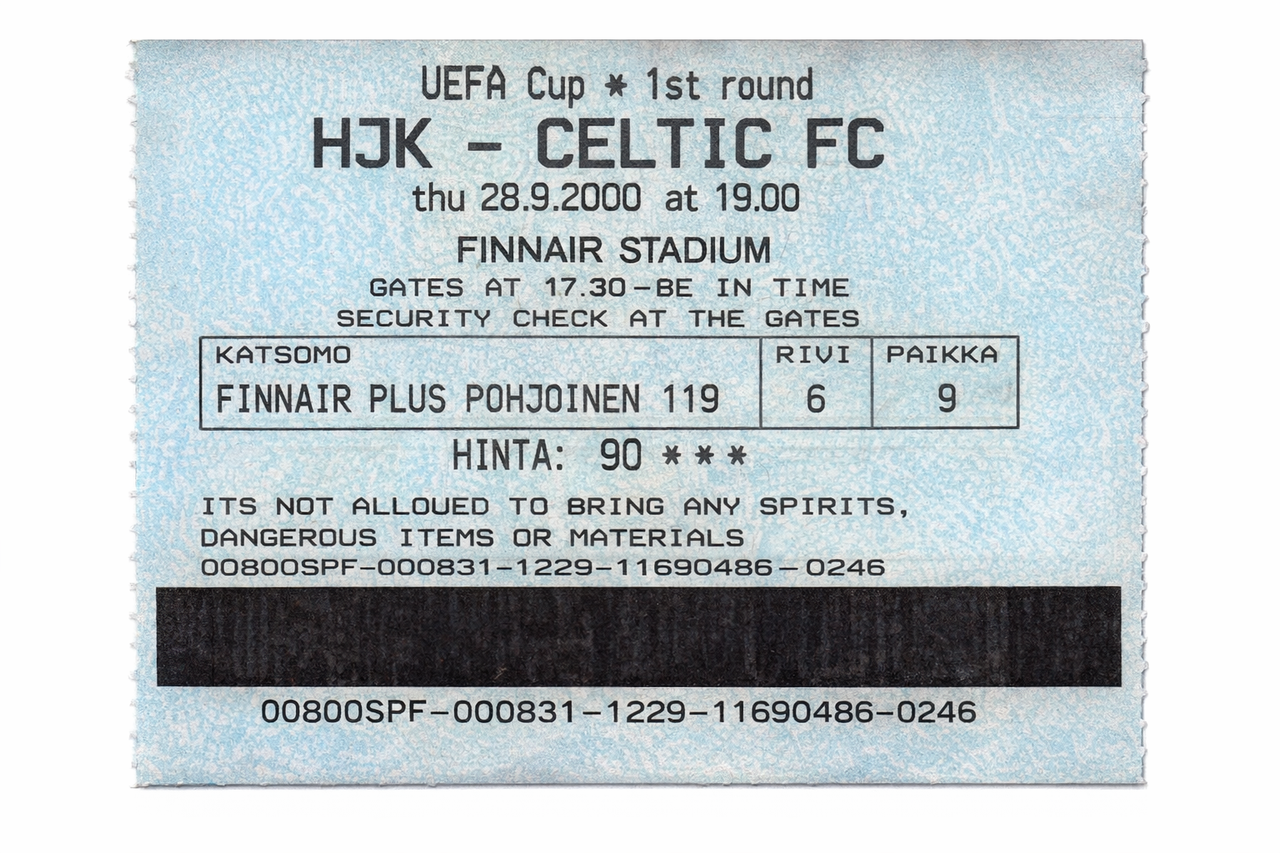 UEFA Cup * 1st round
HJK - CELTIC FC
thu 28.9.2000 at 19.00
FINNAIR STADIUM
GATES AT 17.30-BE IN TIME
SECURITY CHECK AT THE GATES
KATSOMO RIVI PAIKKA
FINNAIR PLUS POHJOINEN 119 6 9
HINTA: 90 * * *
ITS NOT ALLOUED TO BRING ANY SPIRITS,
DANGEROUS ITEMS OR MATERIALS
00800SPF-000831-1229-11690486-0246
00800SPF-000831-1229-11690486-0246